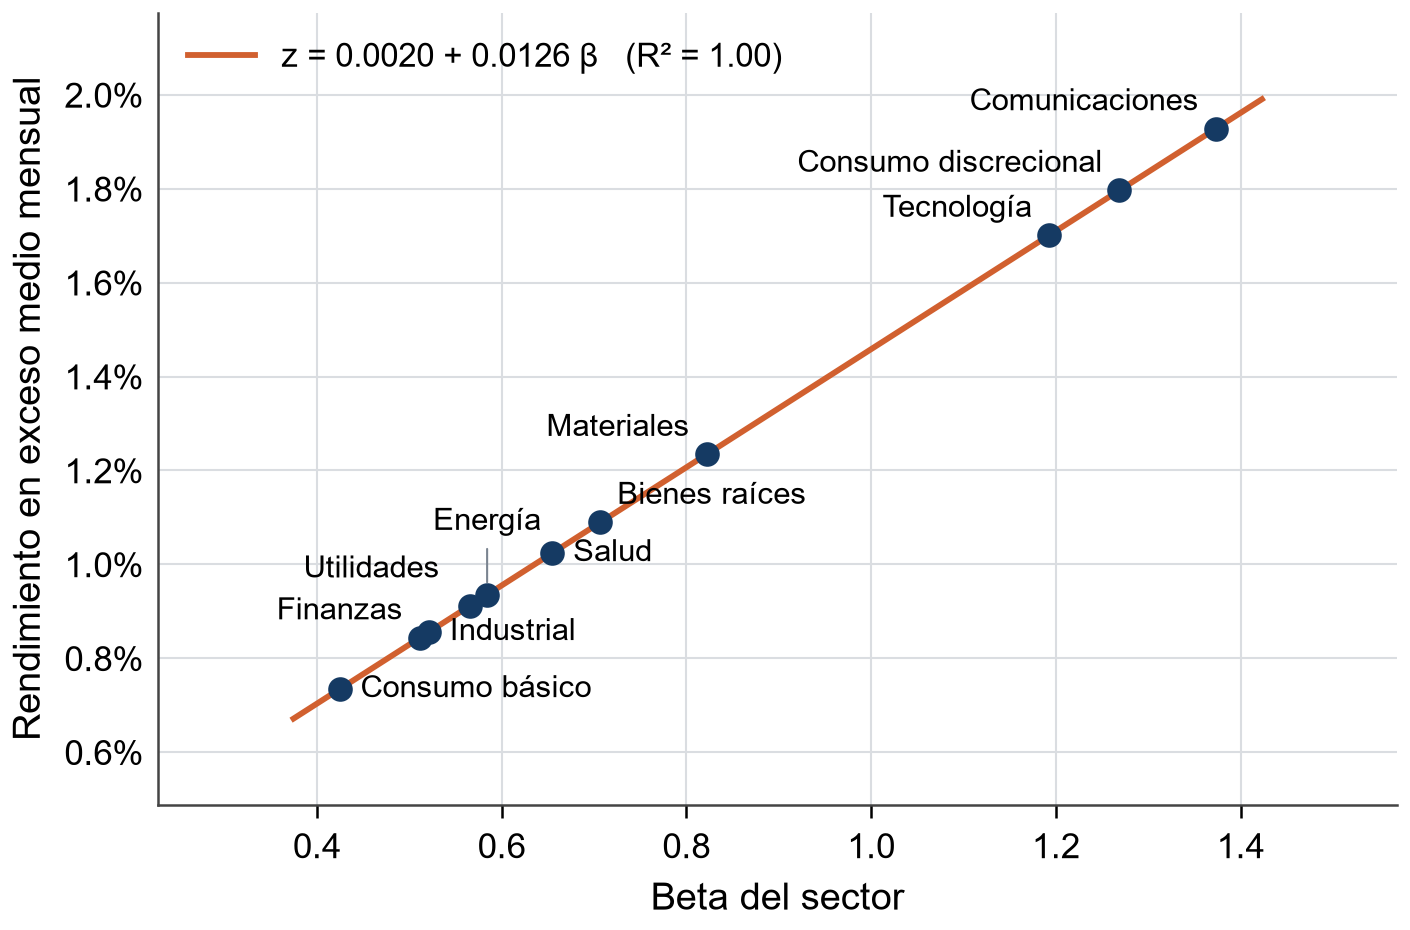 z = 0.0020 + 0.0126 β (R² = 1.00)
Rendimiento en exceso medio mensual
2.0%
1.8%
1.6%
1.4%
1.2%
1.0%
0.8%
0.6%
Comunicaciones
Consumo discrecional
Tecnología
Materiales
Bienes raíces
Energía
Salud
Utilidades
Finanzas
Industrial
Consumo básico
0.4
0.6
0.8
1.0
1.2
1.4
Beta del sector